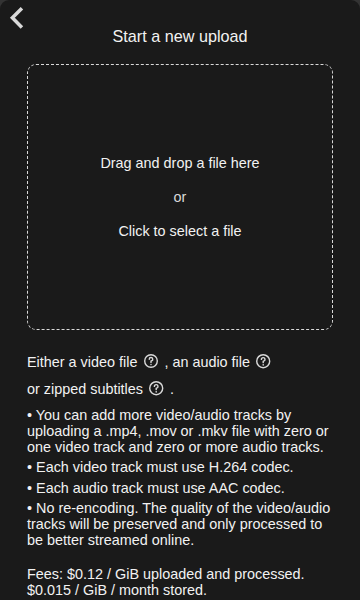 Start a new upload
Drag and drop a file here
or
Click to select a file
Either a video file ? , an audio file ?
or zipped subtitles ? .
• You can add more video/audio tracks by
uploading a .mp4, .mov or .mkv file with zero or
one video track and zero or more audio tracks.
• Each video track must use H.264 codec.
• Each audio track must use AAC codec.
• No re-encoding. The quality of the video/audio
tracks will be preserved and only processed to
be better streamed online.
Fees: $0.12 / GiB uploaded and processed.
$0.015 / GiB / month stored.